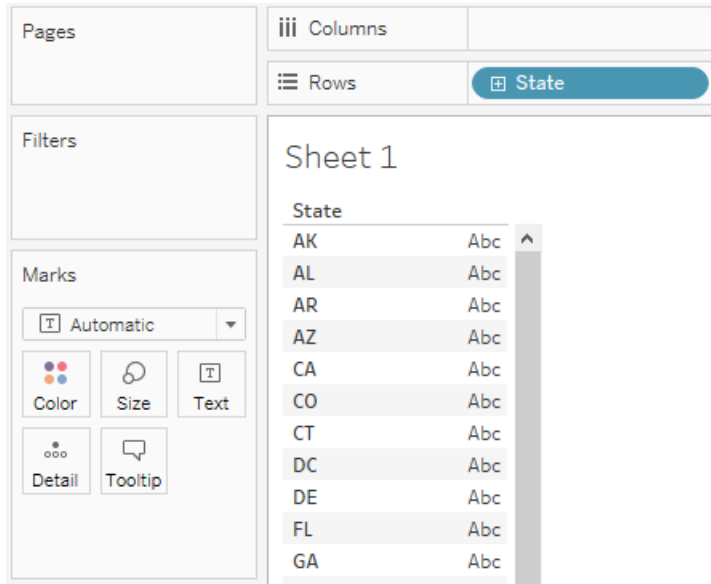 Pages
Columns
Rows
State
Filters
Sheet 1
State
AK Abc
AL Abc
AR Abc
AZ Abc
CA Abc
CO Abc
CT Abc
DC Abc
DE Abc
FL Abc
GA Abc
Marks
T Automatic
T
Color Size Text
Detail Tooltip